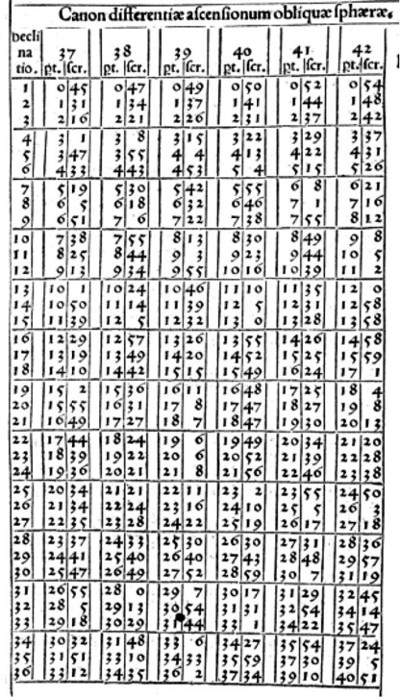 Canon differentiæ ascensionum obliquæ sphæræ.
Decli 37 38 39 40 41 42
na
tio. pt. scr. pt. scr. pt. scr. pt. scr. pt. scr. pt. scr.
1 0 45 0 47 0 49 0 50 0 52 0 54
2 1 31 1 34 1 37 1 41 1 44 1 48
3 2 16 2 21 2 26 2 31 2 37 2 42
4 3 1 3 8 3 15 3 22 3 29 3 37
5 3 47 3 55 4 4 4 13 4 22 4 31
6 4 33 4 43 4 53 5 4 5 15 5 26
7 5 19 5 30 5 42 5 55 6 8 6 21
8 6 5 6 18 6 32 6 46 7 1 7 16
9 6 51 7 6 7 22 7 38 7 55 8 12
10 7 38 7 55 8 13 8 30 8 49 9 8
11 8 25 8 44 9 3 9 23 9 44 10 5
12 9 13 9 34 9 55 10 16 10 39 11 2
13 10 1 10 24 10 46 11 10 11 35 12 0
14 10 50 11 14 11 39 12 5 12 31 12 58
15 11 39 12 5 12 32 13 0 13 28 13 58
16 12 29 12 57 13 26 13 55 14 26 14 58
17 13 19 13 49 14 20 14 52 15 25 15 59
18 14 10 14 42 15 15 15 49 16 24 17 1
19 15 2 15 36 16 11 16 48 17 25 18 4
20 15 55 16 31 17 8 17 47 18 27 19 8
21 16 49 17 27 18 7 18 47 19 30 20 13
22 17 44 18 24 19 6 19 49 20 34 21 20
23 18 39 19 22 20 6 20 52 21 39 22 28
24 19 36 20 21 21 8 21 56 22 46 23 38
25 20 34 21 21 22 11 23 2 23 55 24 50
26 21 34 22 24 23 16 24 10 25 5 26 3
27 22 35 23 28 24 22 25 19 26 17 27 18
28 23 37 24 33 25 30 26 30 27 31 28 36
29 24 41 25 40 26 40 27 43 28 48 29 57
30 25 47 26 49 27 52 28 59 30 7 31 19
31 26 55 28 0 29 7 30 17 31 29 32 45
32 28 5 29 13 30 54 31 31 32 54 34 14
33 29 18 30 29 31 44 33 1 34 22 35 47
34 30 32 31 48 33 6 34 27 35 54 37 24
35 31 51 33 10 34 33 35 59 37 30 39 5
36 33 12 34 35 36 2 37 34 39 10 40 51